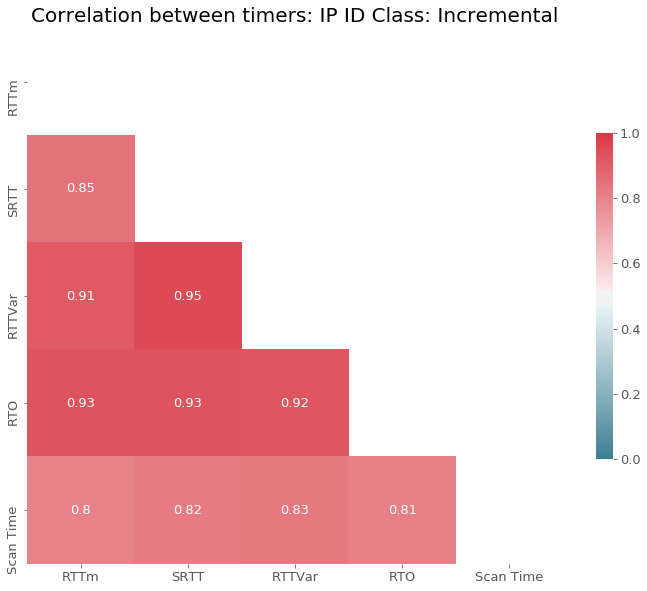 Correlation between timers: IP ID Class: Incremental
RTTm
SRTT
0.85
RTTVar
0.91 0.95
RTO
0.93 0.93 0.92
Scan Time
0.8 0.82 0.83 0.81
RTTm SRTT RTTVar RTO Scan Time
1.0
0.8
0.6
0.4
0.2
0.0